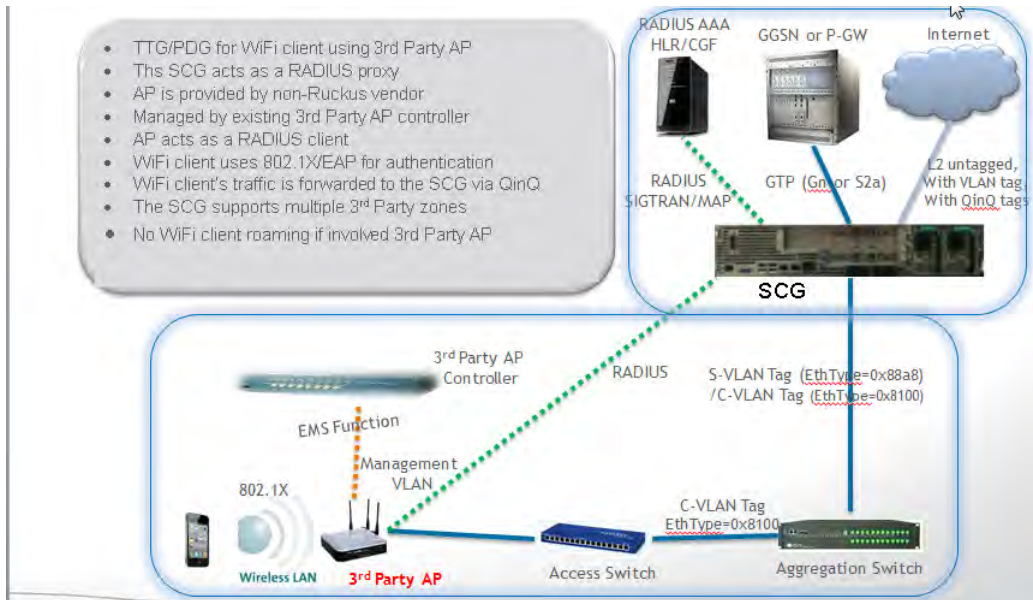 TTG/PDG for WiFi client using 3rd Party AP
Ths SCG acts as a RADIUS proxy
AP is provided by non-Ruckus vendor
Managed by existing 3rd Party AP controller
AP acts as a RADIUS client
WiFi client uses 802.1X/EAP for authentication
WiFi client's traffic is forwarded to the SCG via QinQ
The SCG supports multiple 3rd Party zones
No WiFi client roaming if involved 3rd Party AP
RADIUS AAA
HLR/CGF
GGSN or P-GW
Internet
RADIUS
SIGTRAN/MAP
GTP (Gn or S2a)
L2 untagged,
With VLAN tag,
With QinQ tags
SCG
3rd Party AP
Controller
RADIUS
S-VLAN Tag (EthType=0x88a8)
/C-VLAN Tag (EthType=0x8100)
EMS Function
Management
VLAN
802.1X
C-VLAN Tag
EthType=0x8100
Wireless LAN
3rd Party AP
Access Switch
Aggregation Switch